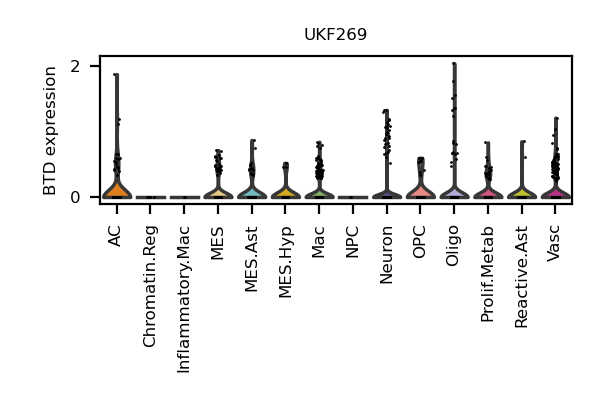 UKF269
BTD expression
2
0
AC
Chromatin.Reg
Inflammatory.Mac
MES
MES.Ast
MES.Hyp
Mac
NPC
Neuron
OPC
Oligo
Prolif.Metab
Reactive.Ast
Vasc